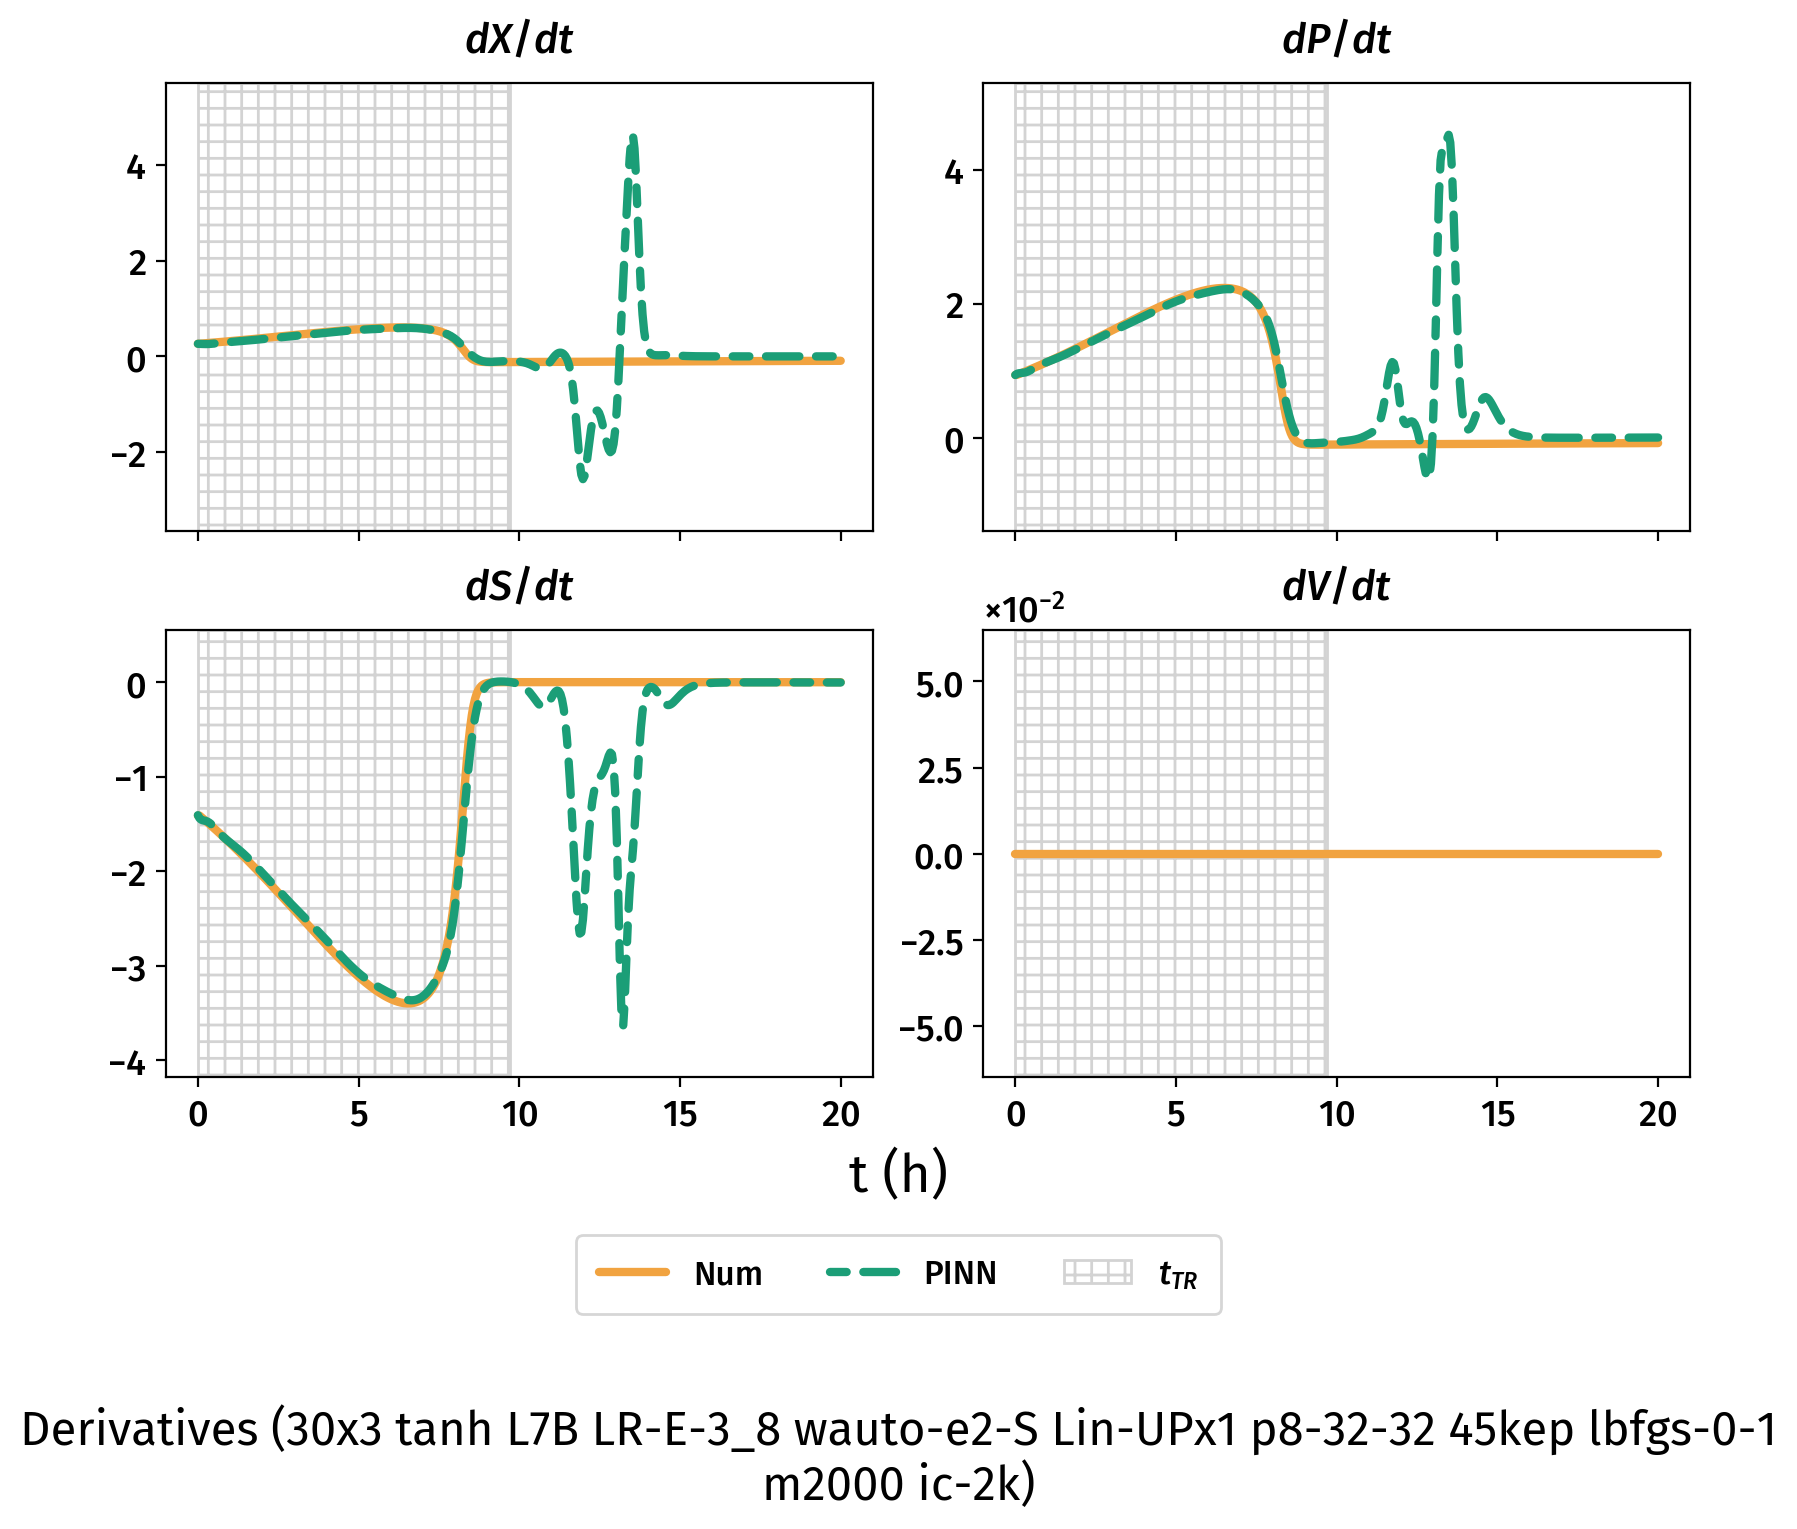 dX/dt
dP/dt
4
2
0
−2
4
2
0
dS/dt
dV/dt
×10⁻²
0
−1
−2
−3
−4
5.0
2.5
0.0
−2.5
−5.0
0 5 10 15 20
0 5 10 15 20
t (h)
Num PINN t_TR
Derivatives (30x3 tanh L7B LR-E-3_8 wauto-e2-S Lin-UPx1 p8-32-32 45kep lbfgs-0-1
m2000 ic-2k)